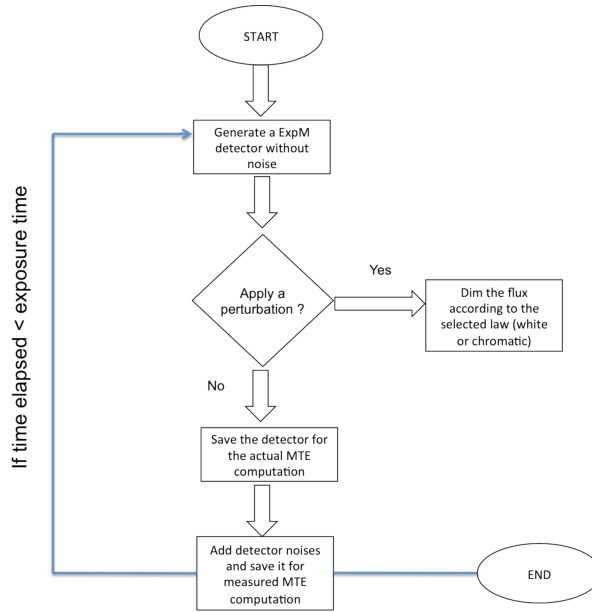 START
Generate a ExpM
detector without
noise
If time elapsed < exposure time
Apply a
perturbation ?
Yes
Dim the flux
according to the
selected law (white
or chromatic)
No
Save the detector for
the actual MTE
computation
Add detector noises
and save it for
measured MTE
computation
END